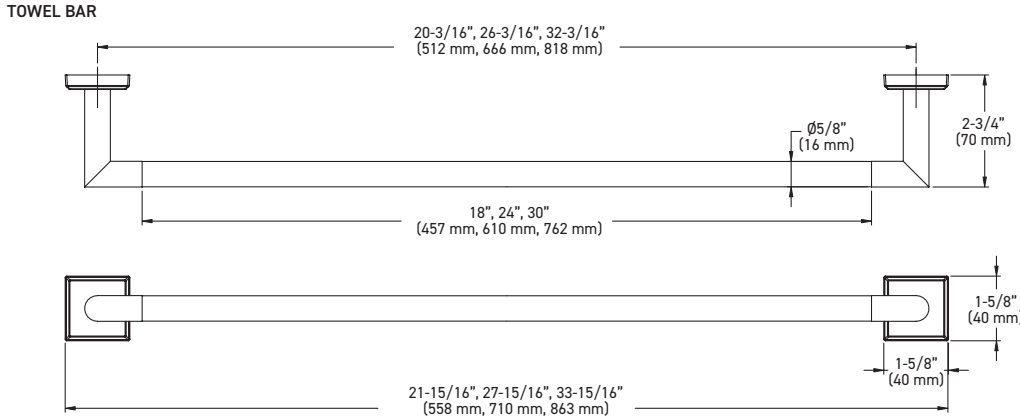 TOWEL BAR
20-3/16”, 26-3/16”, 32-3/16”
(512 mm, 666 mm, 818 mm)
Ø5/8”
(16 mm)
2-3/4”
(70 mm)
18”, 24”, 30”
(457 mm, 610 mm, 762 mm)
1-5/8”
(40 mm)
1-5/8”
(40 mm)
21-15/16”, 27-15/16”, 33-15/16”
(558 mm, 710 mm, 863 mm)